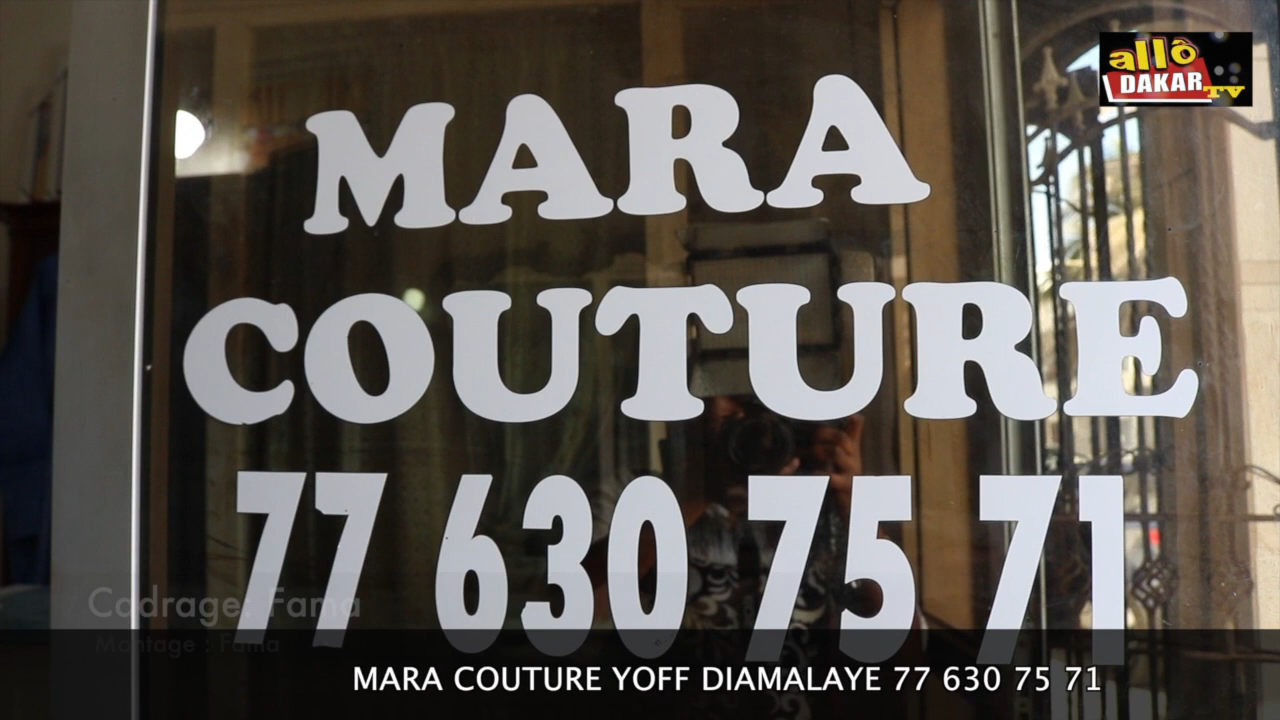 allô
DAKAR
TV
MARA
COUTURE
77 630 75 71
Cadrage: Fama
Montage : Fama
MARA COUTURE YOFF DIAMALAYE 77 630 75 71